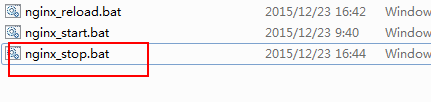 nginx_reload.bat 2015/12/23 16:42 Window
nginx_start.bat 2015/12/23 9:40 Window
nginx_stop.bat 2015/12/23 16:44 Window